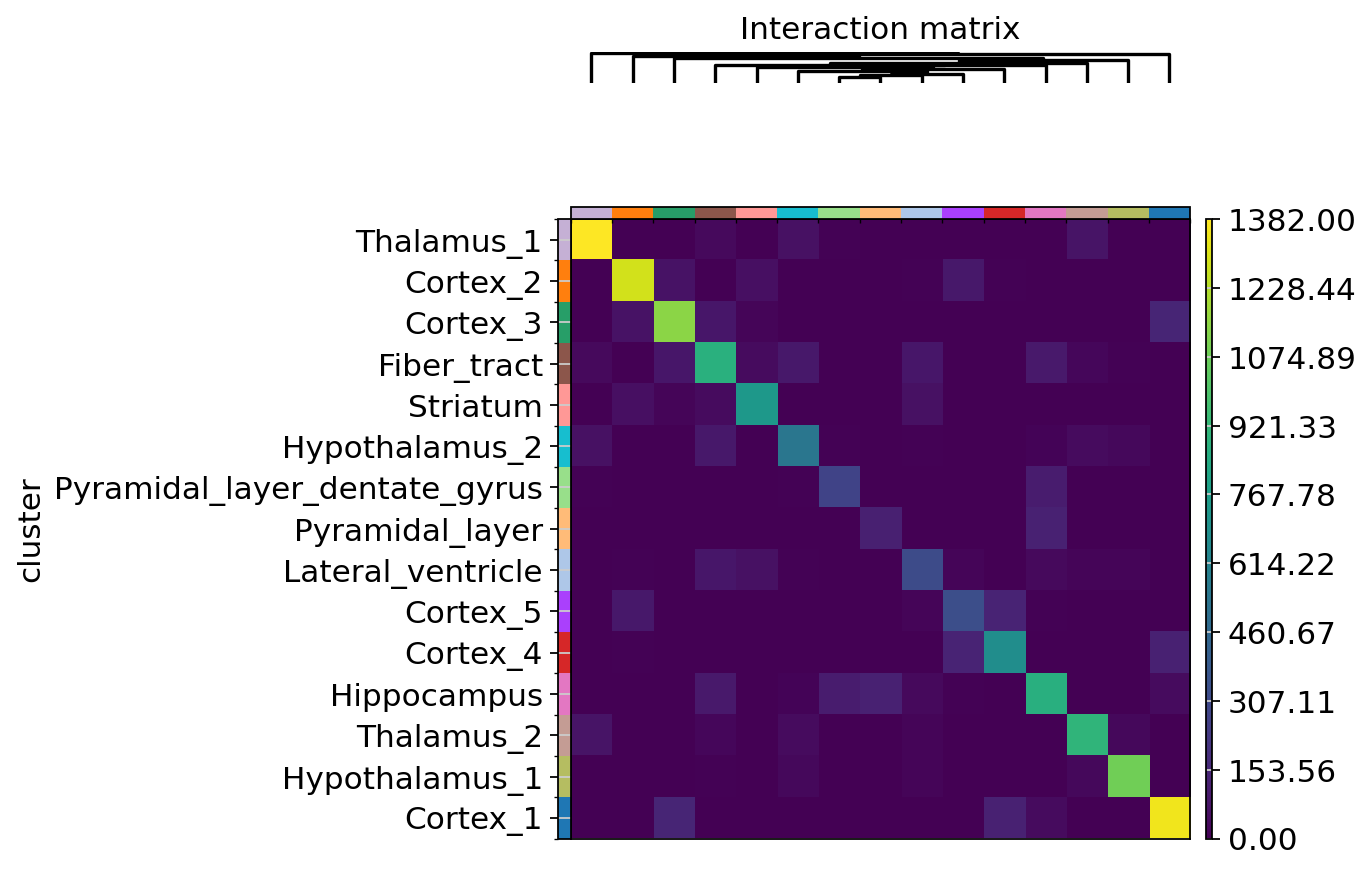 Interaction matrix
cluster
Thalamus_1
Cortex_2
Cortex_3
Fiber_tract
Striatum
Hypothalamus_2
Pyramidal_layer_dentate_gyrus
Pyramidal_layer
Lateral_ventricle
Cortex_5
Cortex_4
Hippocampus
Thalamus_2
Hypothalamus_1
Cortex_1
1382.00
1228.44
1074.89
921.33
767.78
614.22
460.67
307.11
153.56
0.00